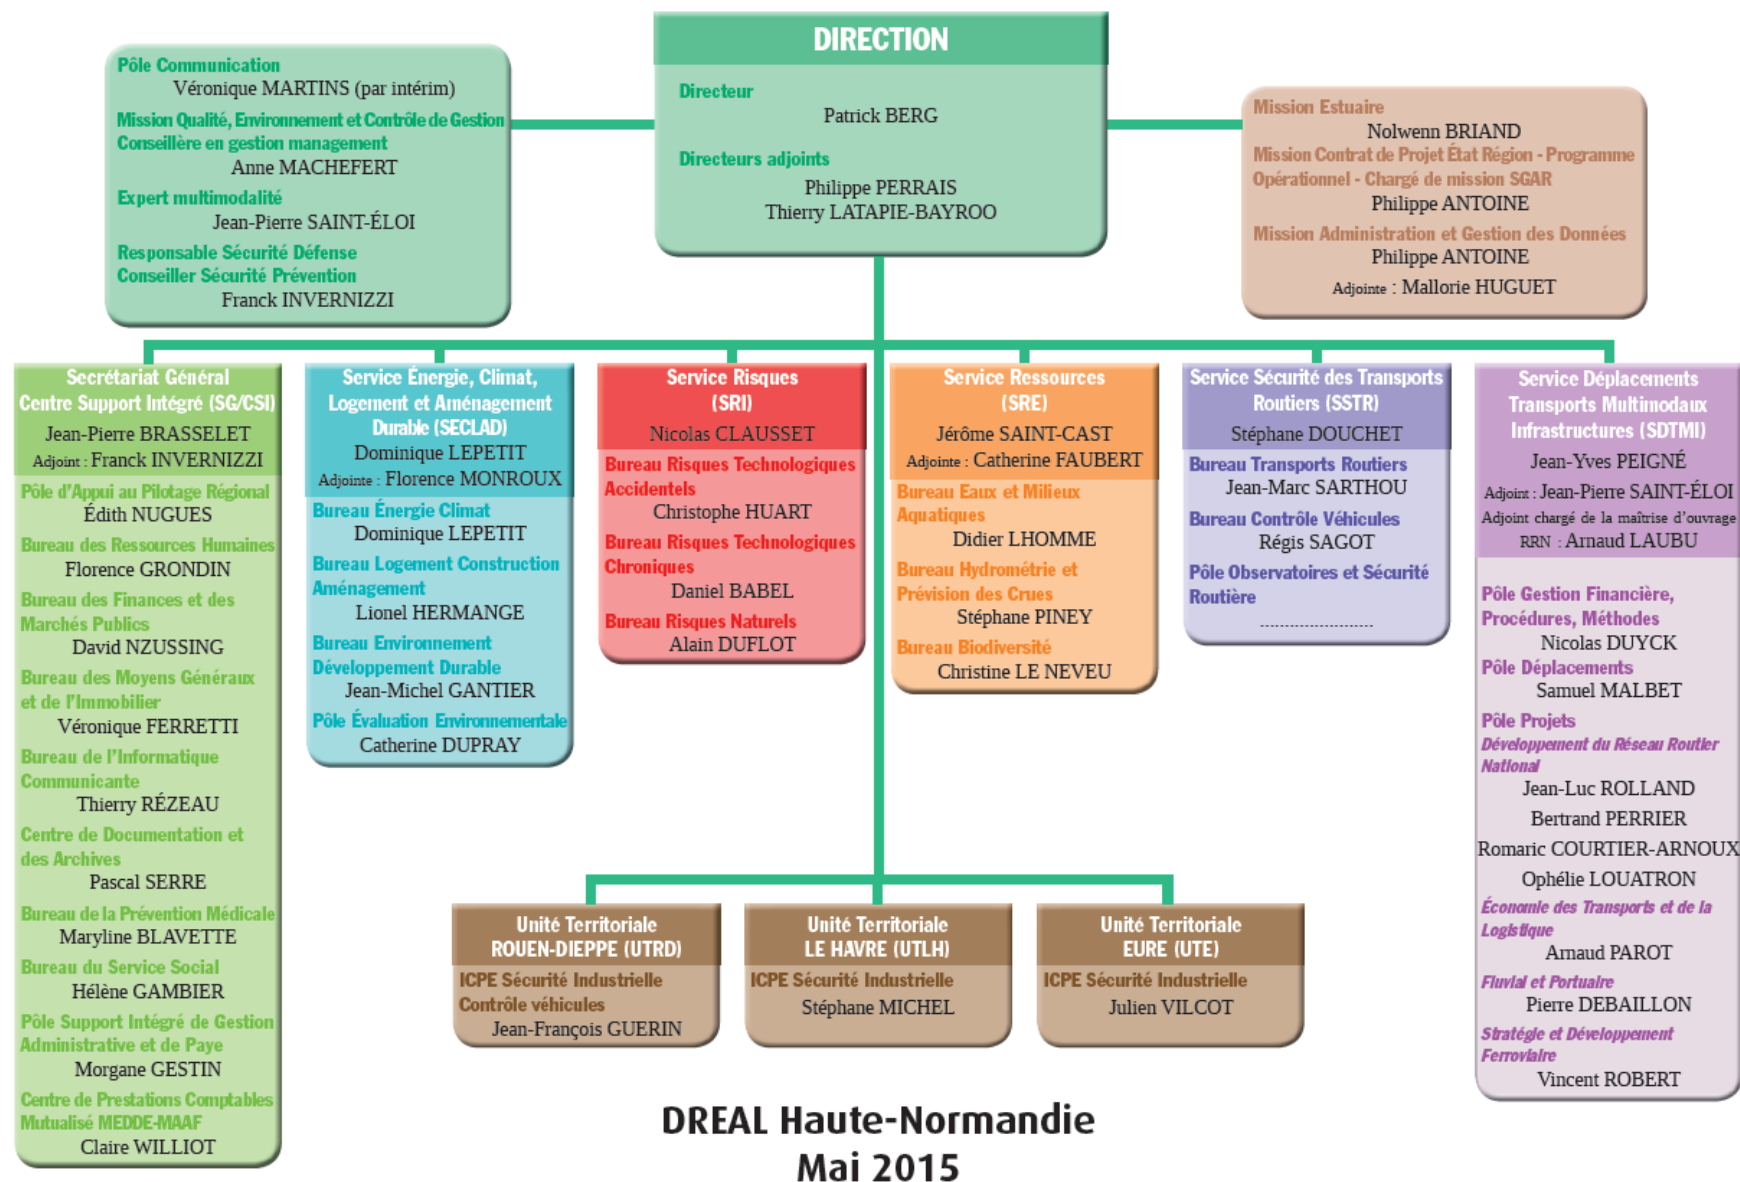 DIRECTION
Directeur
Patrick BERG
Directeurs adjoints
Philippe PERRAIS
Thierry LATAPIE-BAYROO
Pôle Communication
Véronique MARTINS (par intérim)
Mission Qualité, Environnement et Contrôle de Gestion
Conseillère en gestion management
Anne MACHEFERT
Expert multimodalité
Jean-Pierre SAINT-ÉLOI
Responsable Sécurité Défense
Conseiller Sécurité Prévention
Franck INVERNIZZI
Mission Estuaire
Nolwenn BRIAND
Mission Contrat de Projet État Région - Programme
Opérationnel - Chargé de mission SGAR
Philippe ANTOINE
Mission Administration et Gestion des Données
Philippe ANTOINE
Adjointe : Mallorie HUGUET
Secrétariat Général
Centre Support Intégré (SG/CSI)
Jean-Pierre BRASSELET
Adjoint : Franck INVERNIZZI
Pôle d'Appui au Pilotage Régional
Édith NUGUES
Bureau des Ressources Humaines
Florence GRONDIN
Bureau des Finances et des
Marchés Publics
David NZUSSING
Bureau des Moyens Généraux
et de l'Immobilier
Véronique FERRETTI
Bureau de l'Informatique
Communicante
Thierry RÉZEAU
Centre de Documentation et
des Archives
Pascal SERRE
Bureau de la Prévention Médicale
Maryline BLAVETTE
Bureau du Service Social
Hélène GAMBIER
Pôle Support Intégré de Gestion
Administrative et de Paye
Morgane GESTIN
Centre de Prestations Comptables
Mutualisé MEDDE-MAAF
Claire WILLIOT
Service Énergie, Climat,
Logement et Aménagement
Durable (SECLAD)
Dominique LEPETIT
Adjointe : Florence MONROUX
Bureau Énergie Climat
Dominique LEPETIT
Bureau Logement Construction
Aménagement
Lionel HERMANGE
Bureau Environnement
Développement Durable
Jean-Michel GANTIER
Pôle Évaluation Environnementale
Catherine DUPRAY
Service Risques
(SRI)
Nicolas CLAUSSET
Bureau Risques Technologiques
Accidentels
Christophe HUART
Bureau Risques Technologiques
Chroniques
Daniel BABEL
Bureau Risques Naturels
Alain DUFLOT
Service Ressources
(SRE)
Jérôme SAINT-CAST
Adjointe : Catherine FAUBERT
Bureau Eaux et Milieux
Aquatiques
Didier LHOMME
Bureau Hydrométrie et
Prévision des Crues
Stéphane PINEY
Bureau Biodiversité
Christine LE NEVEU
Service Sécurité des Transports
Routiers (SSTR)
Stéphane DOUCHET
Bureau Transports Routiers
Jean-Marc SARTHOU
Bureau Contrôle Véhicules
Régis SAGOT
Pôle Observatoires et Sécurité
Routière
........................
Service Déplacements
Transports Multimodaux
Infrastructures (SDTMI)
Jean-Yves PEIGNÉ
Adjoint : Jean-Pierre SAINT-ÉLOI
Adjoint chargé de la maîtrise d'ouvrage
RRN : Arnaud LAUBU
Pôle Gestion Financière,
Procédures, Méthodes
Nicolas DUYCK
Pôle Déplacements
Samuel MALBET
Pôle Projets
Développement du Réseau Routier
National
Jean-Luc ROLLAND
Bertrand PERRIER
Romaric COURTIER-ARNOUX
Ophélie LOUATRON
Économie des Transports et de la
Logistique
Arnaud PAROT
Fluvial et Portuaire
Pierre DEBAILLON
Stratégie et Développement
Ferroviaire
Vincent ROBERT
Unité Territoriale
ROUEN-DIEPPE (UTRD)
ICPE Sécurité Industrielle
Contrôle véhicules
Jean-François GUERIN
Unité Territoriale
LE HAVRE (UTLH)
ICPE Sécurité Industrielle
Stéphane MICHEL
Unité Territoriale
EURE (UTE)
ICPE Sécurité Industrielle
Julien VILCOT
DREAL Haute-Normandie
Mai 2015